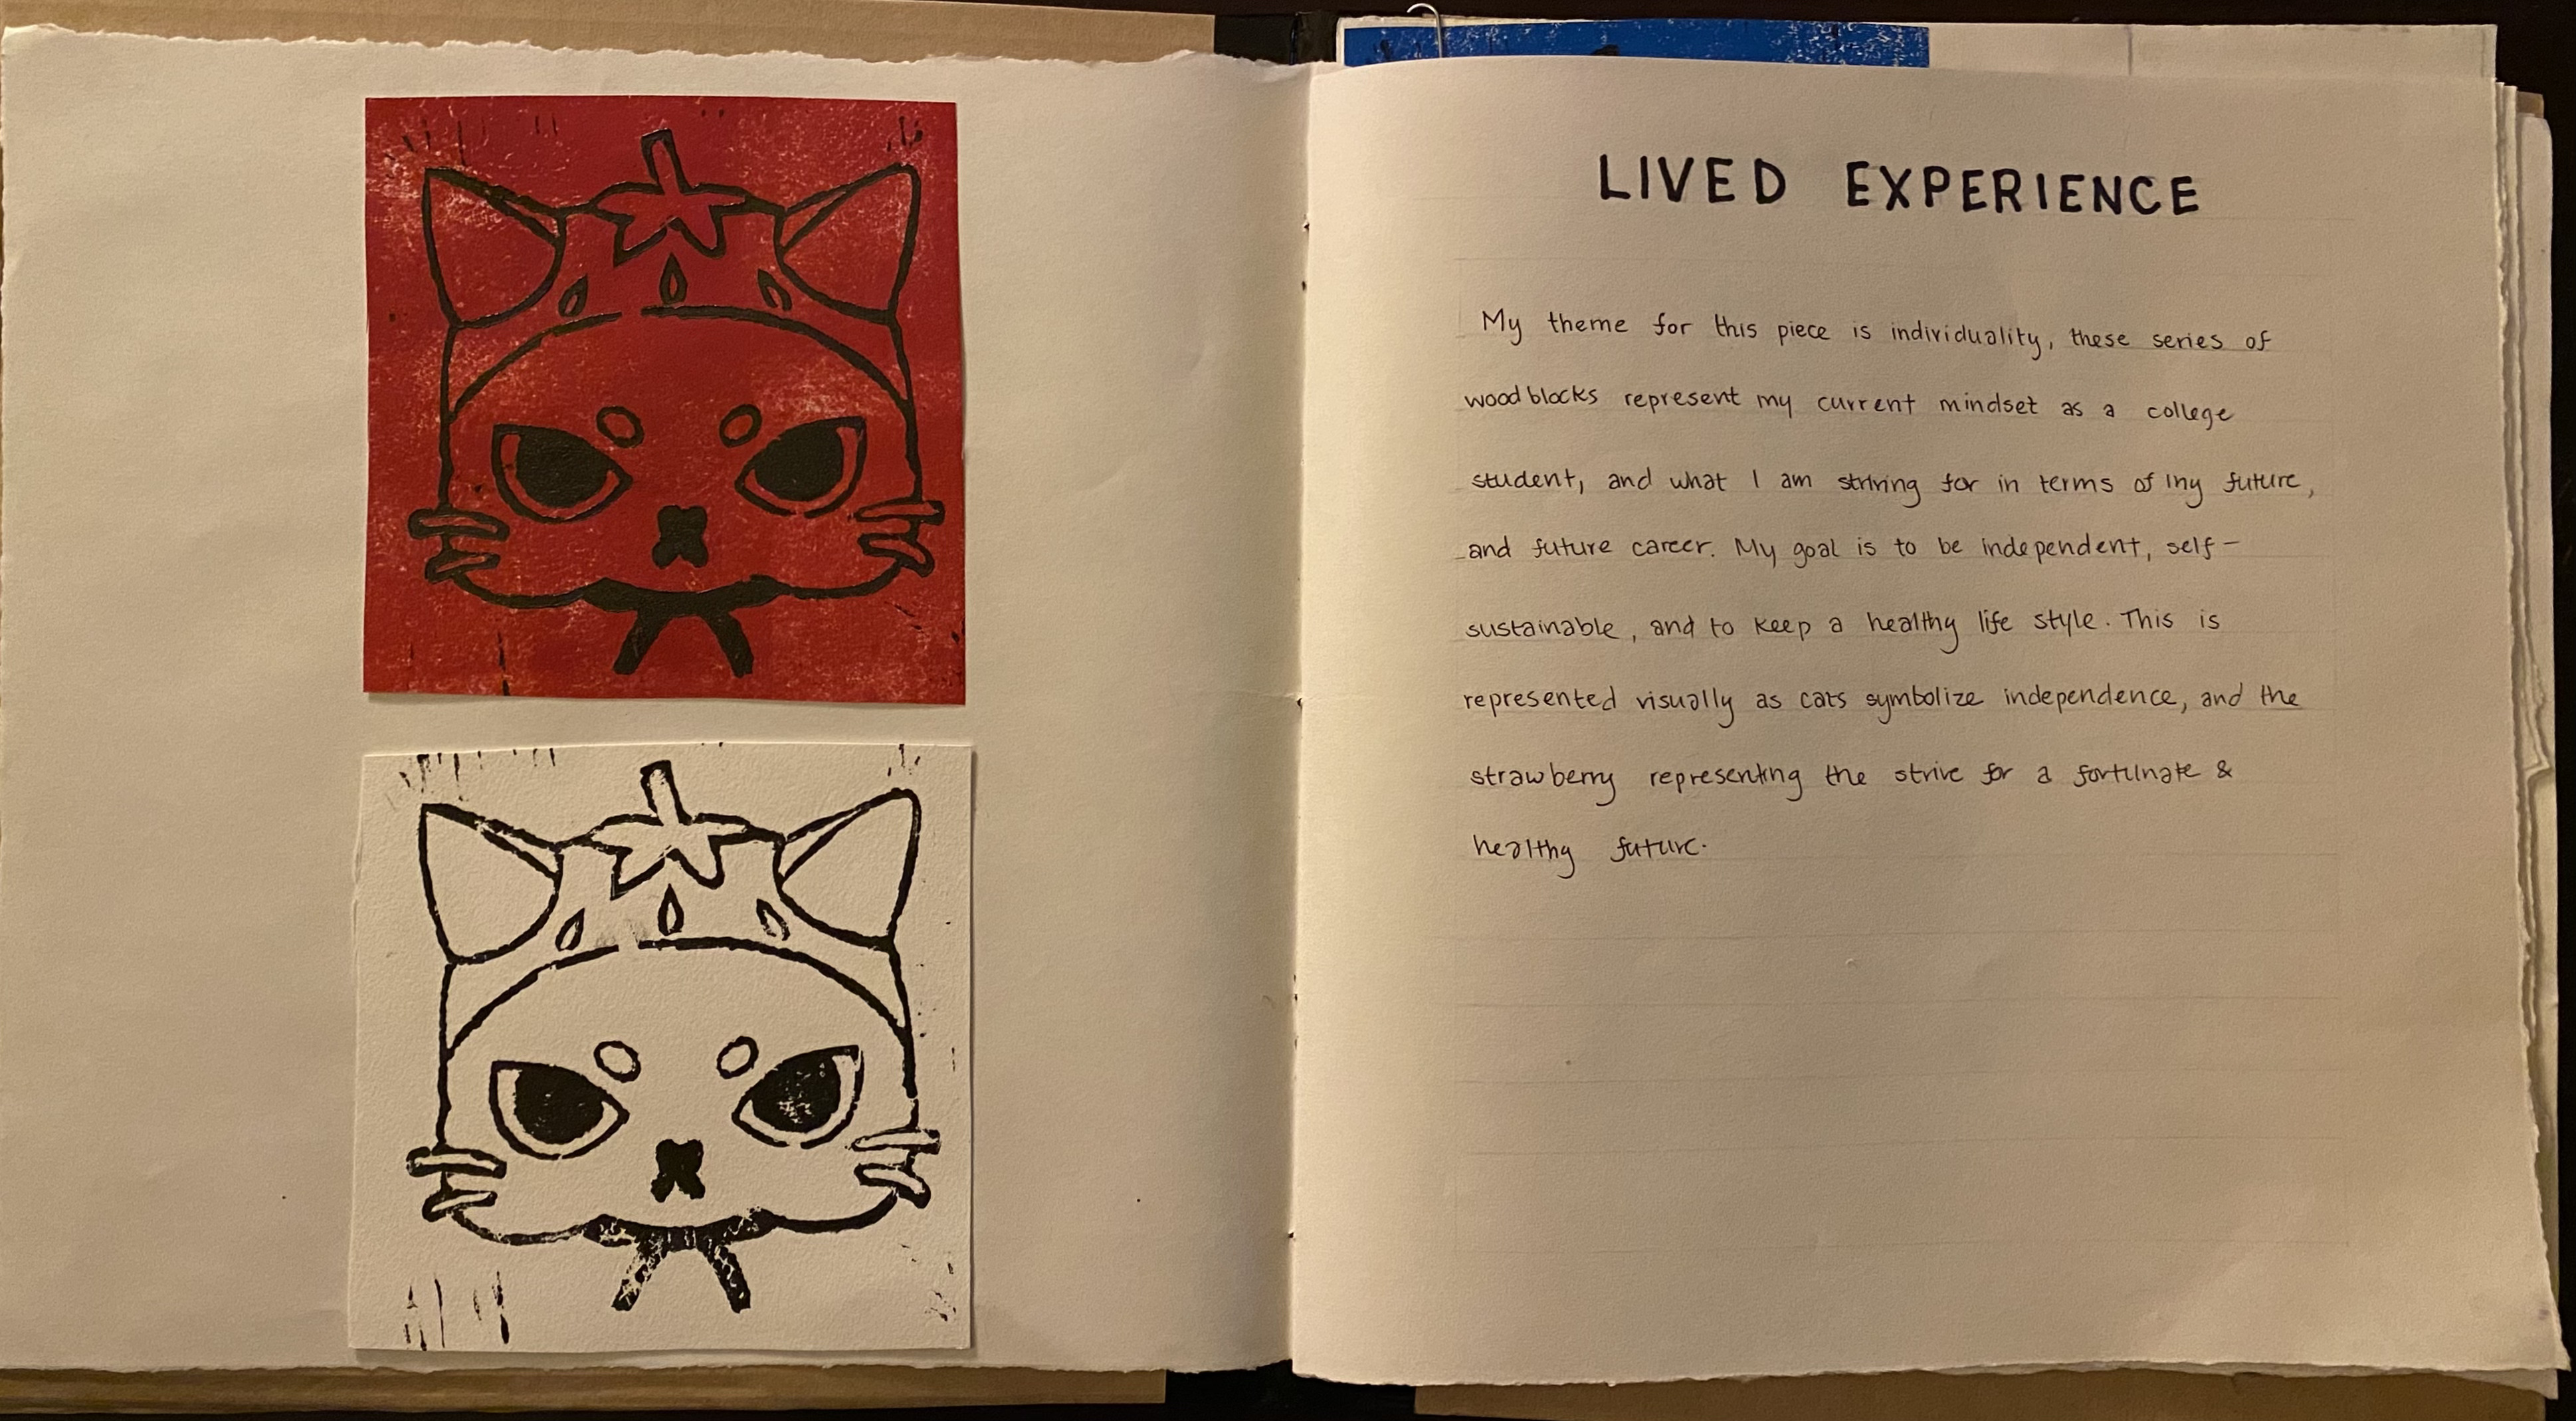 LIVED EXPERIENCE
My theme for this piece is individuality, these series of
woodblocks represent my current mindset as a college
student, and what I am striving for in terms of my future,
and future career. My goal is to be independent, self-
sustainable, and to keep a healthy life style. This is
represented visually as cats symbolize independence, and the
strawberry representing the strive for a fortunate &
healthy future.